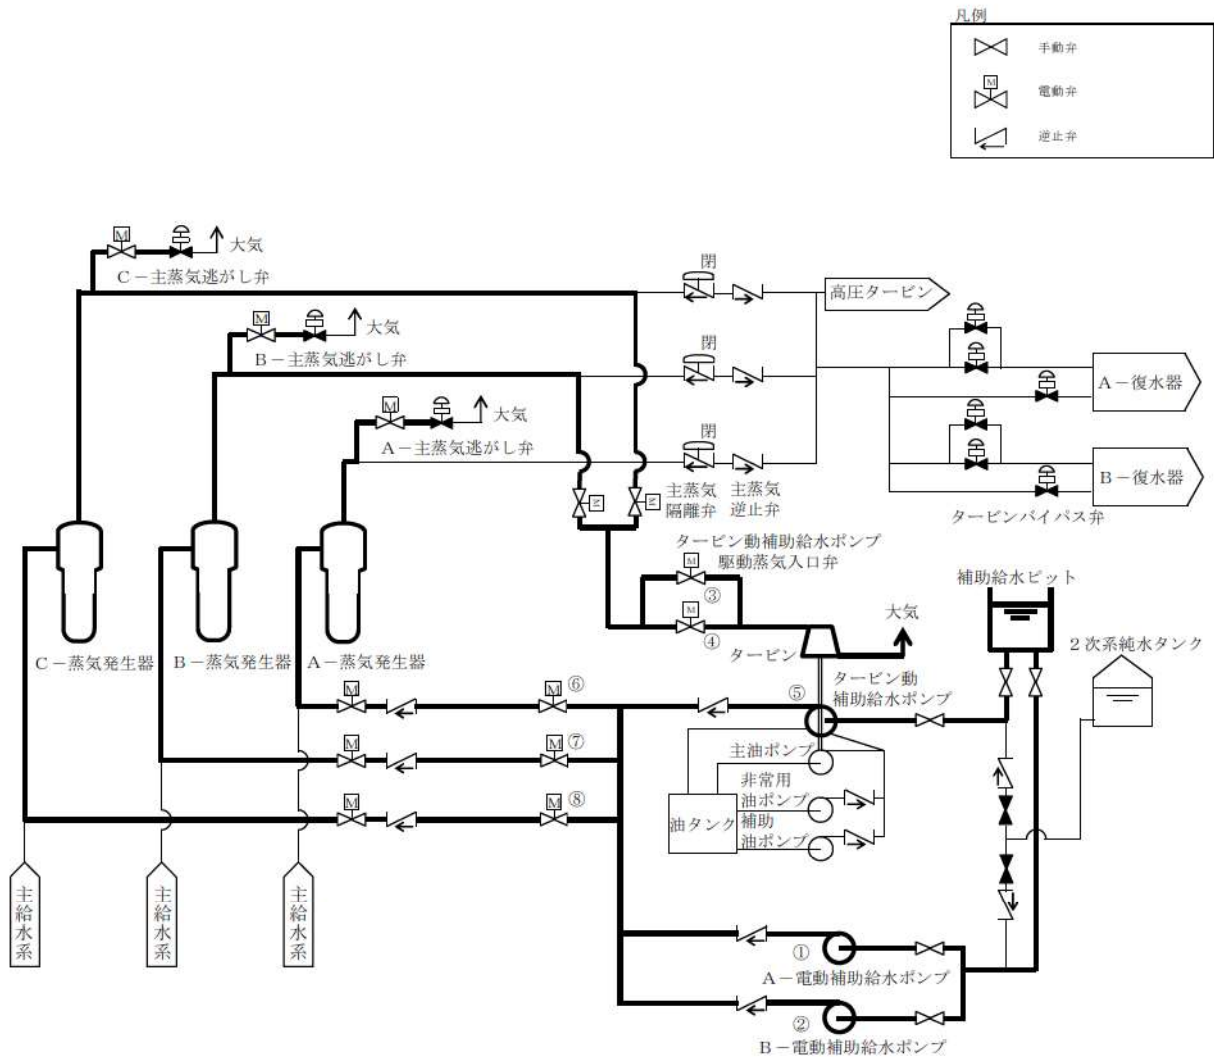 凡例
手動弁
M
電動弁
逆止弁
M
大気
C－主蒸気逃がし弁
M
大気
B－主蒸気逃がし弁
M
大気
A－主蒸気逃がし弁
閉
閉
閉
主蒸気
隔離弁
主蒸気
逆止弁
高圧タービン
A－復水器
B－復水器
タービンバイパス弁
M
M
タービン動補助給水ポンプ
駆動蒸気入口弁
M
③
M
④
タービン
大気
補助給水ピット
2次系純水タンク
C－蒸気発生器
B－蒸気発生器
A－蒸気発生器
⑤
タービン動
補助給水ポンプ
M
M
⑥
M
M
⑦
M
M
⑧
主油ポンプ
非常用
油ポンプ
補助
油ポンプ
油タンク
主給水系
主給水系
主給水系
①
A－電動補助給水ポンプ
②
B－電動補助給水ポンプ